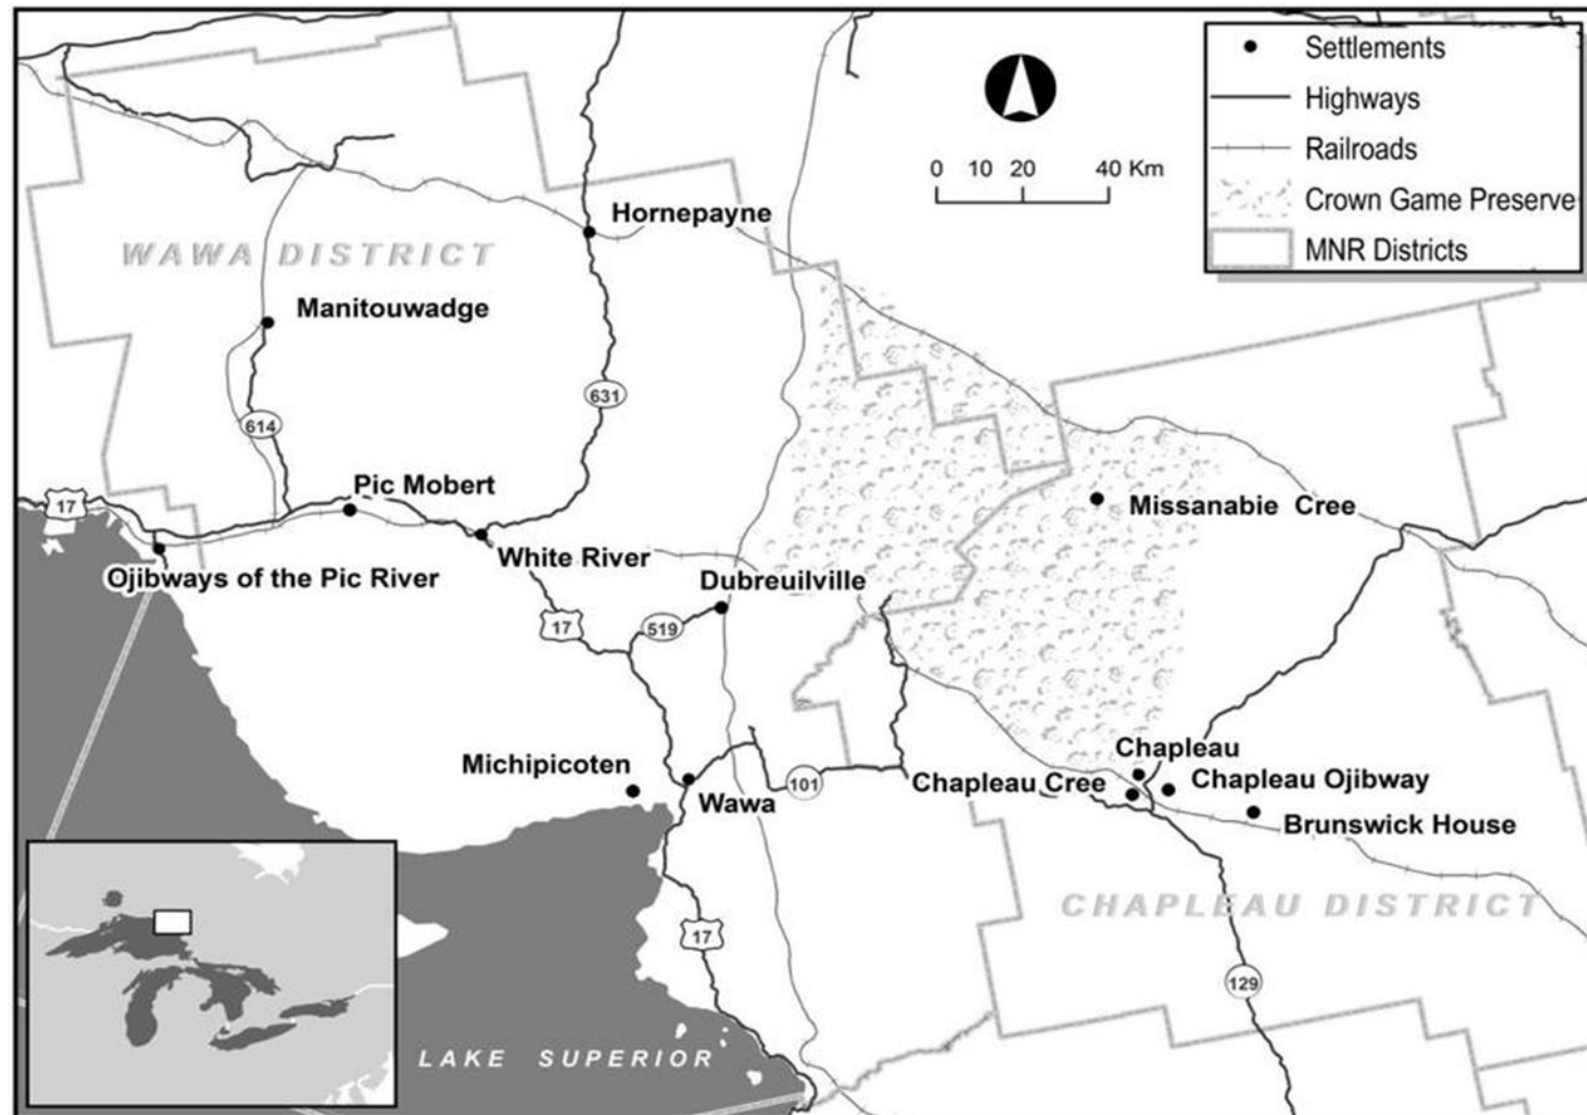 Settlements
Highways
Railroads
Crown Game Preserve
MNR Districts
0 10 20 40 Km
Hornepayne
WAWA DISTRICT
Manitouwadge
631
614
Pic Mobert
17
Missanabie Cree
White River
Ojibways of the Pic River
Dubreuilville
17
519
Chapleau
Michipicoten
Chapleau Cree
Chapleau Ojibway
101
Wawa
Brunswick House
CHAPLEAU DISTRICT
17
129
LAKE SUPERIOR